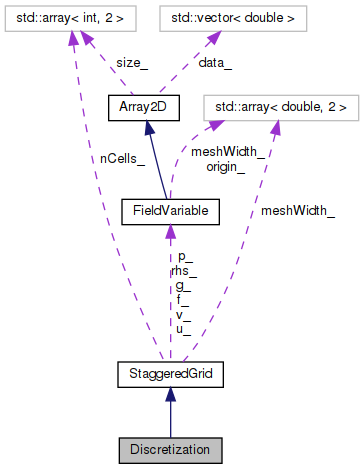 std::array< int, 2 >
std::vector< double >
size_
data_
Array2D
std::array< double, 2 >
nCells_
meshWidth_
origin_
FieldVariable
meshWidth_
p_
rhs_
g_
f_
v_
u_
StaggeredGrid
Discretization